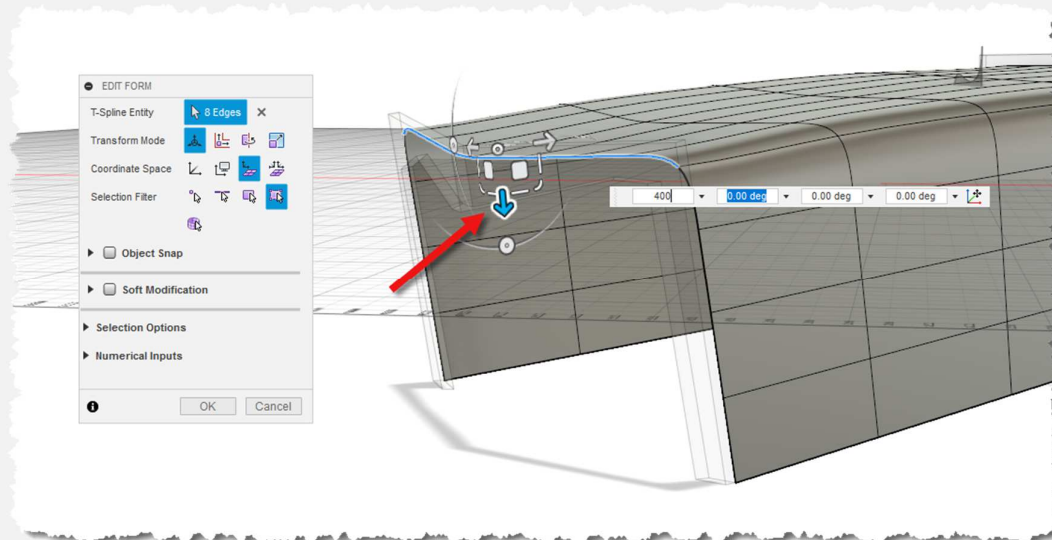 EDIT FORM
T-Spline Entity 8 Edges
Transform Mode
Coordinate Space
Selection Filter
Object Snap
Soft Modification
Selection Options
Numerical Inputs
OK Cancel
400 0.00 deg 0.00 deg 0.00 deg